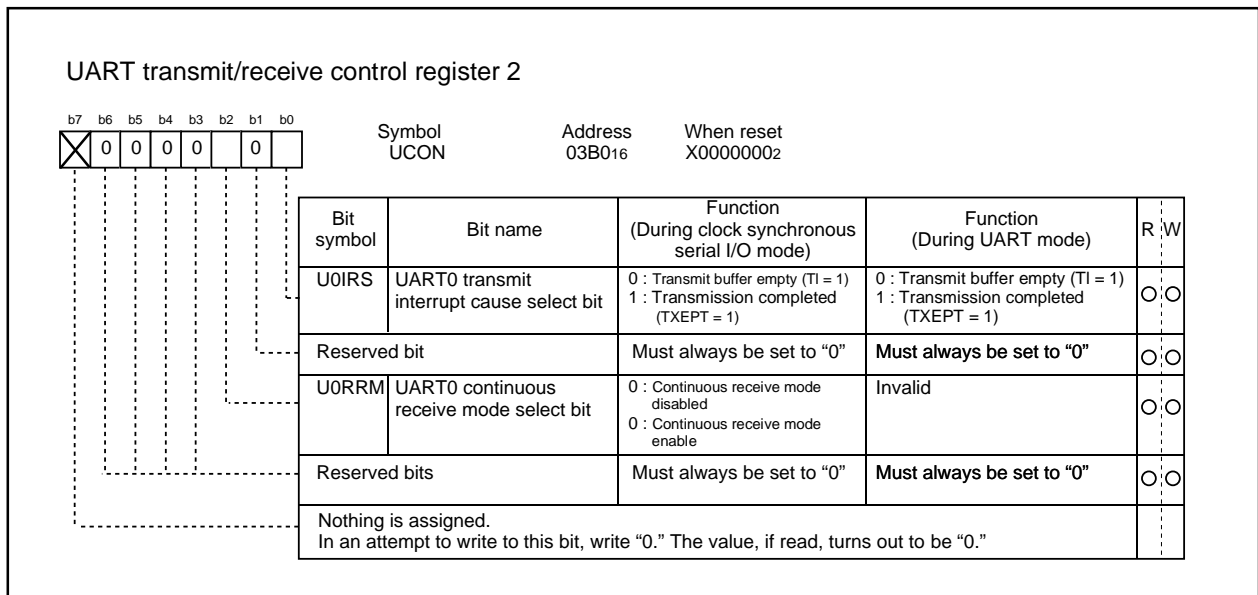 UART transmit/receive control register 2
b7 b6 b5 b4 b3 b2 b1 b0
0 0 0 0 0
Symbol Address When reset
UCON 03B016 X00000002
Bit symbol
Bit name
Function
(During clock synchronous
serial I/O mode)
Function
(During UART mode)
R W
U0IRS
UART0 transmit
interrupt cause select bit
0 : Transmit buffer empty (TI = 1)
1 : Transmission completed
(TXEPT = 1)
0 : Transmit buffer empty (TI = 1)
1 : Transmission completed
(TXEPT = 1)
Reserved bit
Must always be set to “0”
Must always be set to “0”
U0RRM
UART0 continuous
receive mode select bit
0 : Continuous receive mode
disabled
0 : Continuous receive mode
enable
Invalid
Reserved bits
Must always be set to “0”
Must always be set to “0”
Nothing is assigned.
In an attempt to write to this bit, write “0.” The value, if read, turns out to be “0.”